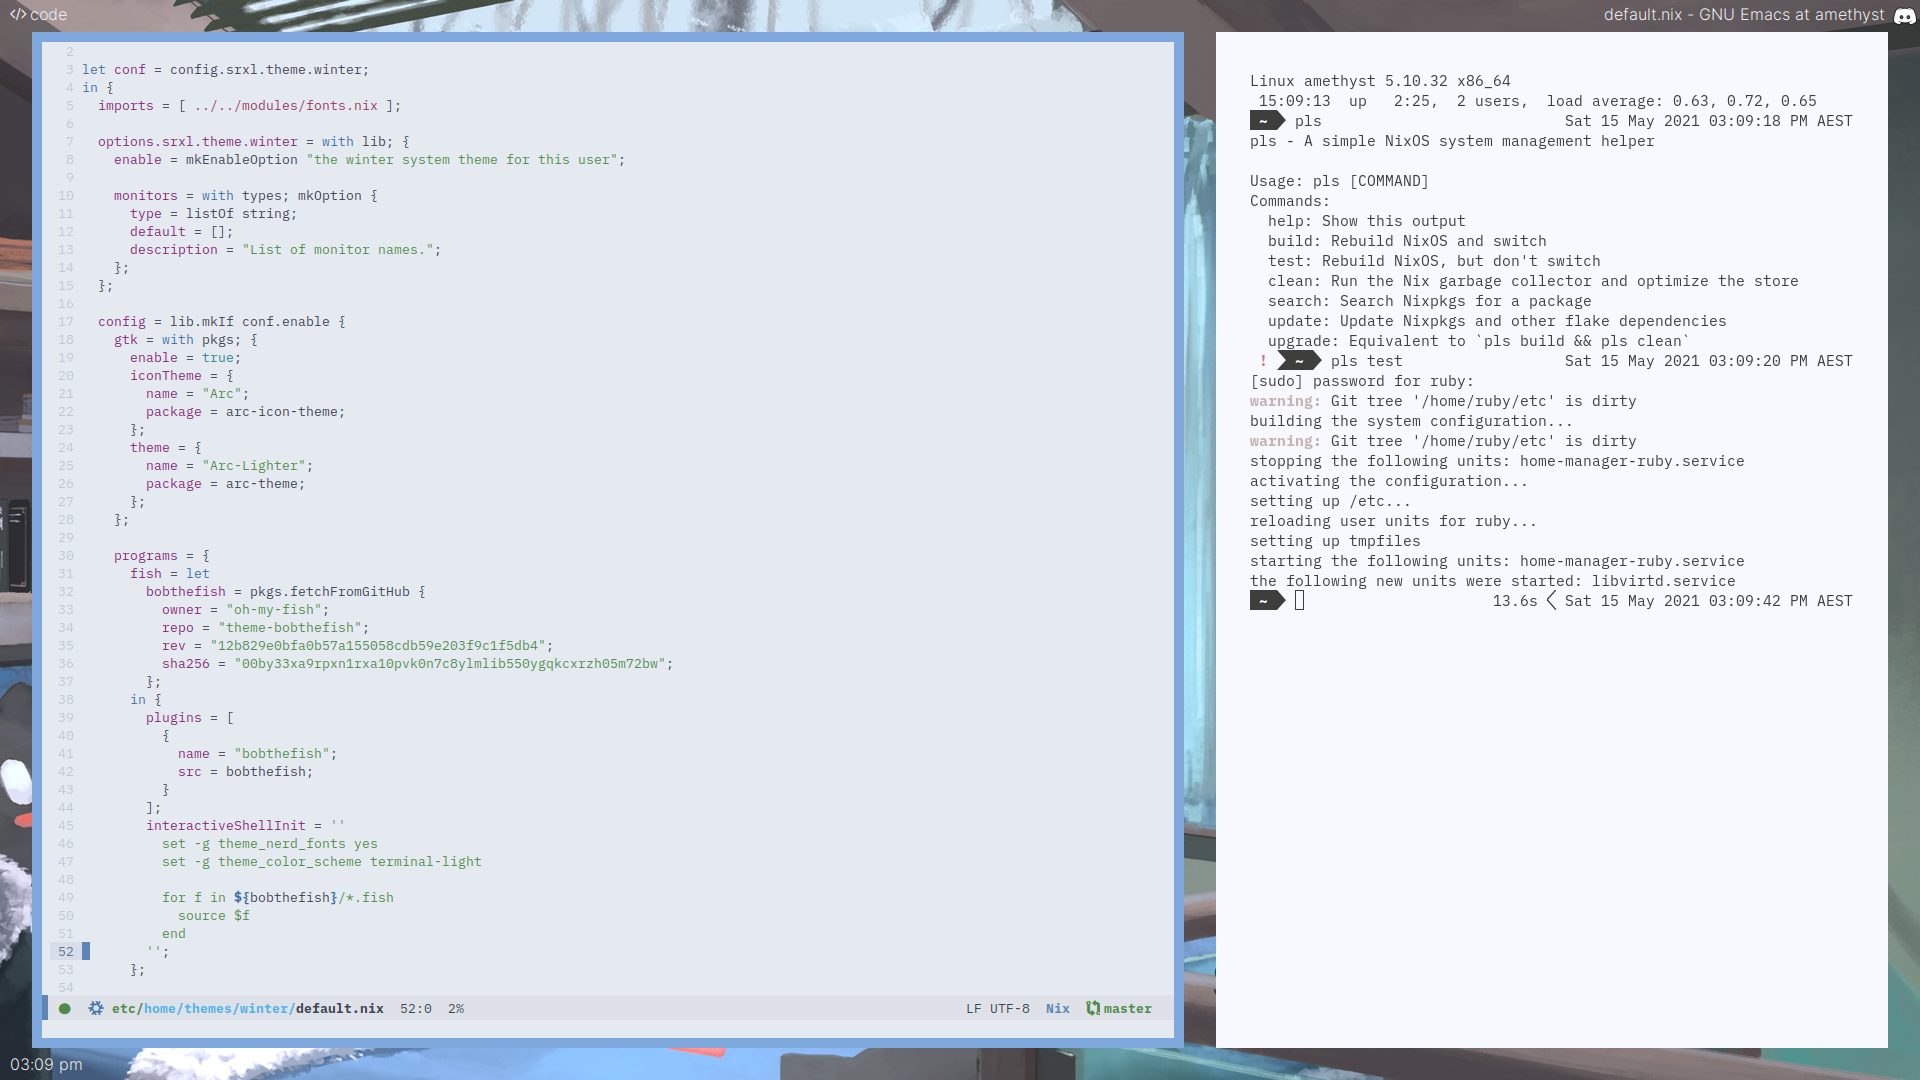 </> code
default.nix - GNU Emacs at amethyst
2
3 let conf = config.srxl.theme.winter;
4 in {
5   imports = [ ../../modules/fonts.nix ];
6
7   options.srxl.theme.winter = with lib; {
8     enable = mkEnableOption "the winter system theme for this user";
9
10     monitors = with types; mkOption {
11       type = listOf string;
12       default = [];
13       description = "List of monitor names.";
14     };
15   };
16
17   config = lib.mkIf conf.enable {
18     gtk = with pkgs; {
19       enable = true;
20       iconTheme = {
21         name = "Arc";
22         package = arc-icon-theme;
23       };
24       theme = {
25         name = "Arc-Lighter";
26         package = arc-theme;
27       };
28     };
29
30     programs = {
31       fish = let
32         bobthefish = pkgs.fetchFromGitHub {
33           owner = "oh-my-fish";
34           repo = "theme-bobthefish";
35           rev = "12b829e0bfa0b57a155058cdb59e203f9c1f5db4";
36           sha256 = "00by33xa9rpxn1rxa10pvk0n7c8ylmlib550ygqkcxrzh05m72bw";
37         };
38       in {
39         plugins = [
40           {
41             name = "bobthefish";
42             src = bobthefish;
43           }
44         ];
45         interactiveShellInit = ''
46           set -g theme_nerd_fonts yes
47           set -g theme_color_scheme terminal-light
48
49           for f in ${bobthefish}/*.fish
50             source $f
51           end
52         '';
53       };
54
etc/home/themes/winter/default.nix 52:0 2% LF UTF-8 Nix master
Linux amethyst 5.10.32 x86_64
15:09:13 up 2:25, 2 users, load average: 0.63, 0.72, 0.65
~ pls Sat 15 May 2021 03:09:18 PM AEST
pls - A simple NixOS system management helper
Usage: pls [COMMAND]
Commands:
help: Show this output
build: Rebuild NixOS and switch
test: Rebuild NixOS, but don't switch
clean: Run the Nix garbage collector and optimize the store
search: Search Nixpkgs for a package
update: Update Nixpkgs and other flake dependencies
upgrade: Equivalent to `pls build && pls clean`
! ~ pls test Sat 15 May 2021 03:09:20 PM AEST
[sudo] password for ruby:
warning: Git tree '/home/ruby/etc' is dirty
building the system configuration...
warning: Git tree '/home/ruby/etc' is dirty
stopping the following units: home-manager-ruby.service
activating the configuration...
setting up /etc...
reloading user units for ruby...
setting up tmpfiles
starting the following units: home-manager-ruby.service
the following new units were started: libvirtd.service
~ 13.6s Sat 15 May 2021 03:09:42 PM AEST
03:09 pm